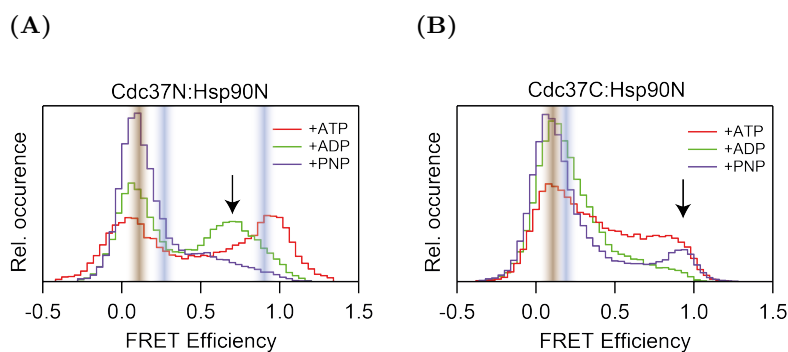 (A)
Cdc37N:Hsp90N
Rel. occurence
+ATP
+ADP
+PNP
-0.5 0.0 0.5 1.0 1.5
FRET Efficiency
(B)
Cdc37C:Hsp90N
Rel. occurence
+ATP
+ADP
+PNP
-0.5 0.0 0.5 1.0 1.5
FRET Efficiency